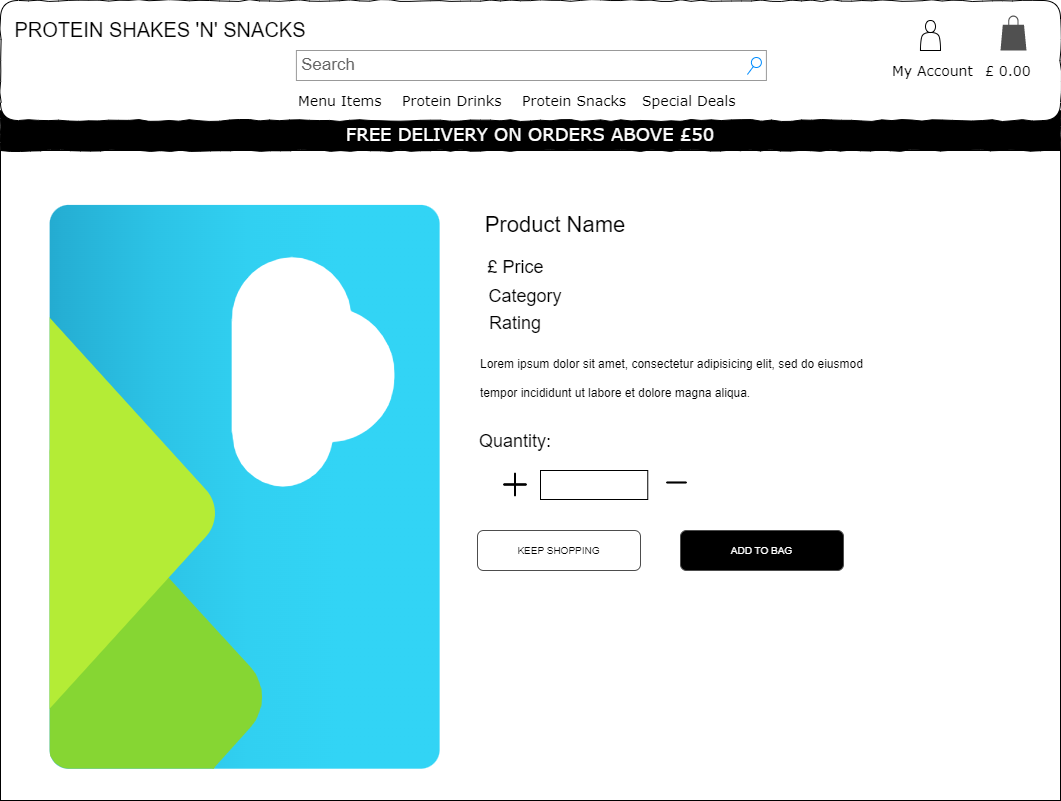 PROTEIN SHAKES 'N' SNACKS
Search
My Account £ 0.00
Menu Items Protein Drinks Protein Snacks Special Deals
FREE DELIVERY ON ORDERS ABOVE £50
Product Name
£ Price
Category
Rating
Lorem ipsum dolor sit amet, consectetur adipisicing elit, sed do eiusmod
tempor incididunt ut labore et dolore magna aliqua.
Quantity:
KEEP SHOPPING ADD TO BAG